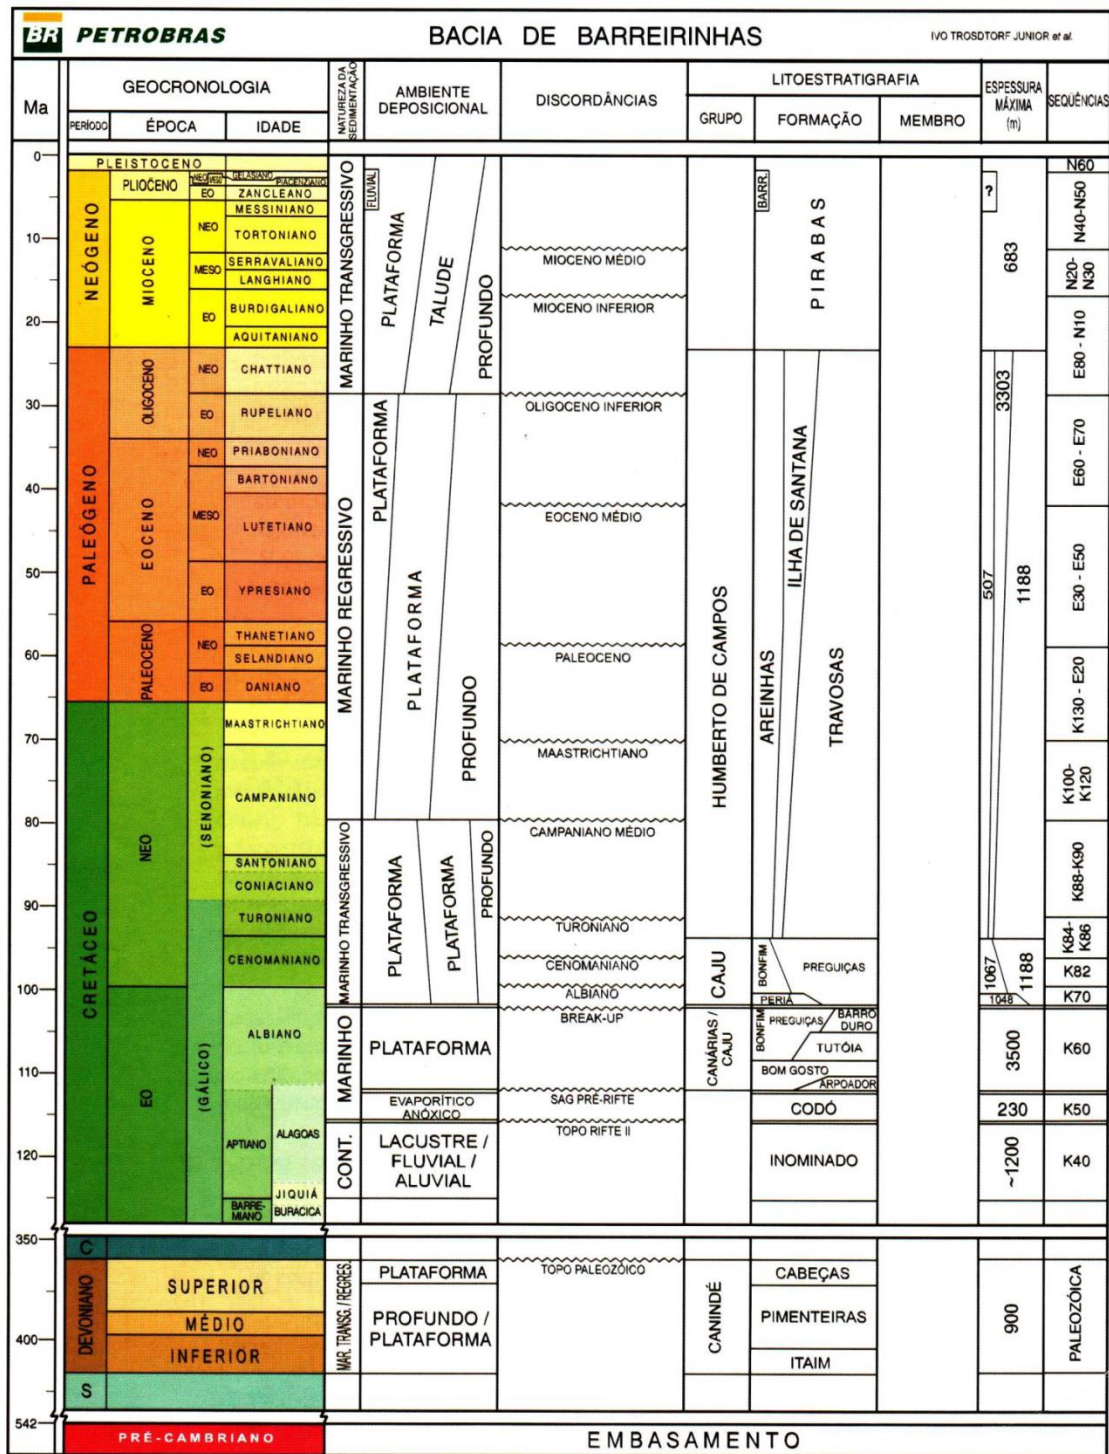 BR PETROBRAS
BACIA DE BARREIRINHAS
IVO TROSDTORF JUNIOR et al.
Ma
GEOCRONOLOGIA
PERÍODO
ÉPOCA
IDADE
NATUREZA DA
SEDIMENTAÇÃO
AMBIENTE
DEPOSICIONAL
DISCORDÂNCIAS
LITOESTRATIGRAFIA
GRUPO
FORMAÇÃO
MEMBRO
ESPESSURA
MÁXIMA
(m)
SEQÜÊNCIAS
0
10
20
30
40
50
60
70
80
90
100
110
120
350
400
542
NEÓGENO
PALEÓGENO
CRETÁCEO
C
DEVONIANO
S
PLEISTOCENO
PLIOCENO
MIOCENO
OLIGOCENO
EOCENO
PALEOCENO
NEO
EO
NEO
MESO
EO
NEO
MESO
EO
NEO
EO
NEO
MESO
EO
NEO
EO
(SENONIANO)
(GÁLICO)
GELASIANO
PIACENZIANO
ZANCLEANO
MESSINIANO
TORTONIANO
SERRAVALIANO
LANGHIANO
BURDIGALIANO
AQUITANIANO
CHATTIANO
RUPELIANO
PRIABONIANO
BARTONIANO
LUTETIANO
YPRESIANO
THANETIANO
SELANDIANO
DANIANO
MAASTRICHTIANO
CAMPANIANO
SANTONIANO
CONIACIANO
TURONIANO
CENOMANIANO
ALBIANO
APTIANO
ALAGOAS
JIQUIÁ
BARRE-
MIANO
BURACICA
SUPERIOR
MÉDIO
INFERIOR
PRÉ-CAMBRIANO
MARINHO TRANSGRESSIVO
MARINHO REGRESSIVO
MARINHO TRANSGRESSIVO
MARINHO
CONT.
MAR. TRANSG. / REGRES.
FLUVIAL
PLATAFORMA
TALUDE
PROFUNDO
PLATAFORMA
PLATAFORMA
PROFUNDO
PLATAFORMA
PLATAFORMA
PROFUNDO
PLATAFORMA
EVAPORÍTICO
ANÓXICO
LACUSTRE /
FLUVIAL /
ALUVIAL
PLATAFORMA
PROFUNDO /
PLATAFORMA
MIOCENO MÉDIO
MIOCENO INFERIOR
OLIGOCENO INFERIOR
EOCENO MÉDIO
PALEOCENO
MAASTRICHTIANO
CAMPANIANO MÉDIO
TURONIANO
CENOMANIANO
ALBIANO
BREAK-UP
SAG PRÉ-RIFTE
TOPO RIFTE II
TOPO PALEOZÓICO
HUMBERTO DE CAMPOS
CAJU
CANÁRIAS /
CAJU
CANINDÉ
BARR.
PIRABAS
AREINHAS
ILHA DE SANTANA
TRAVOSAS
BONFIM
PREGUIÇAS
PERIÁ
BONFIM
PREGUIÇAS
BARRO
DURO
TUTÓIA
BOM GOSTO
ARPOADOR
CODÓ
INOMINADO
CABEÇAS
PIMENTEIRAS
ITAIM
?
683
3303
507
1188
1067
1188
1048
3500
230
~1200
900
N60
N40-N50
N20-
N30
E80 - N10
E60 - E70
E30 - E50
K130 - E20
K100-
K120
K88-K90
K84-
K86
K82
K70
K60
K50
K40
PALEOZÓICA
EMBASAMENTO